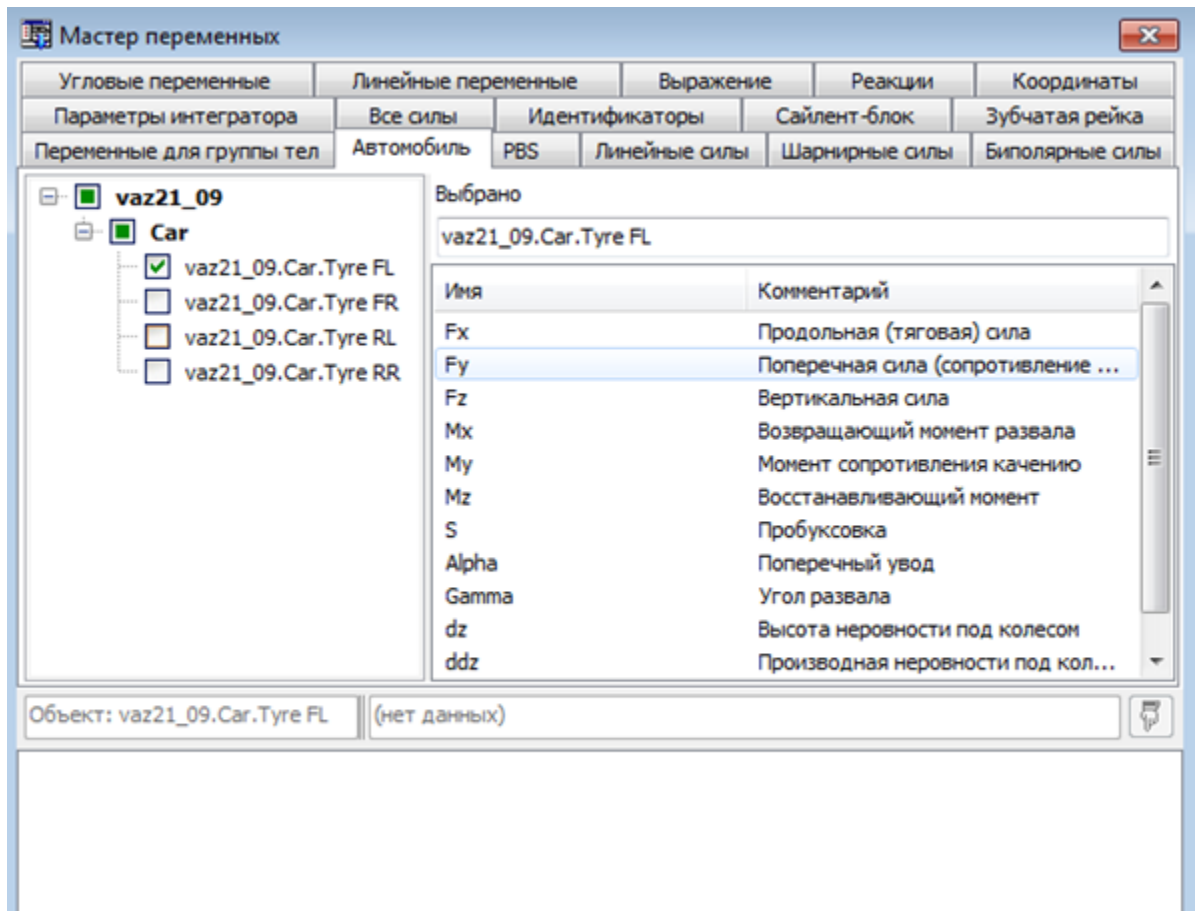 Мастер переменных
Угловые переменные Линейные переменные Выражение Реакции Координаты
Параметры интегратора Все силы Идентификаторы Сайлент-блок Зубчатая рейка
Переменные для группы тел Автомобиль PBS Линейные силы Шарнирные силы Биполярные силы
vaz21_09
Car
vaz21_09.Car.Tyre FL
vaz21_09.Car.Tyre FR
vaz21_09.Car.Tyre RL
vaz21_09.Car.Tyre RR
Выбрано
vaz21_09.Car.Tyre FL
Имя Комментарий
Fx Продольная (тяговая) сила
Fy Поперечная сила (сопротивление ...
Fz Вертикальная сила
Mx Возвращающий момент развала
My Момент сопротивления качению
Mz Восстанавливающий момент
S Пробуксовка
Alpha Поперечный увод
Gamma Угол развала
dz Высота неровности под колесом
ddz Производная неровности под кол...
Объект: vaz21_09.Car.Tyre FL (нет данных)